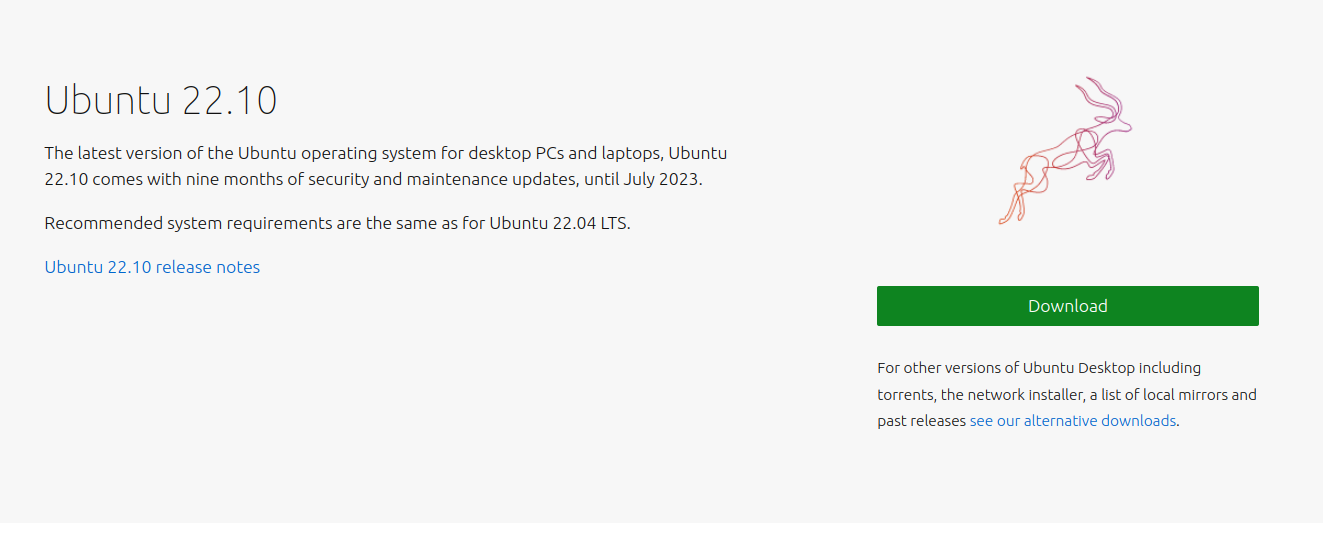 Ubuntu 22.10
The latest version of the Ubuntu operating system for desktop PCs and laptops, Ubuntu
22.10 comes with nine months of security and maintenance updates, until July 2023.
Recommended system requirements are the same as for Ubuntu 22.04 LTS.
Ubuntu 22.10 release notes
Download
For other versions of Ubuntu Desktop including
torrents, the network installer, a list of local mirrors and
past releases see our alternative downloads.